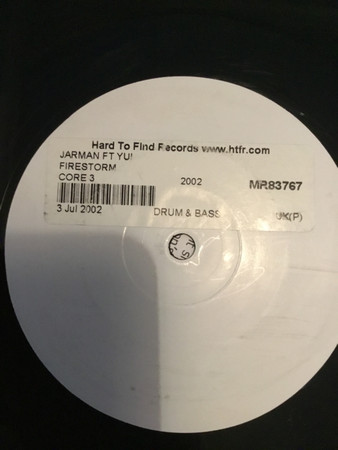 Hard To Find Records www.htfr.com
JARMAN FT YUI
FIRESTORM
CORE 3 2002 MR83767
3 Jul 2002 DRUM & BASS UK(P)